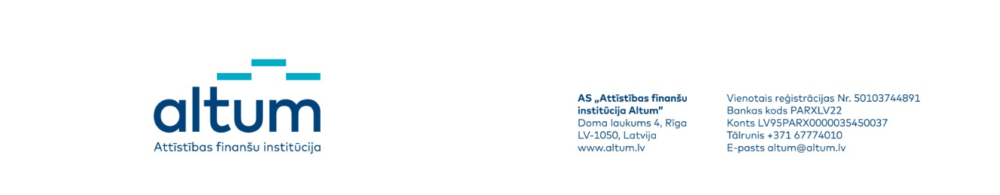 altum
Attīstības finanšu institūcija
AS „Attīstības finanšu
institūcija Altum”
Doma laukums 4, Rīga
LV-1050, Latvija
www.altum.lv
Vienotais reģistrācijas Nr. 50103744891
Bankas kods PARXLV22
Konts LV95PARX0000035450037
Tālrunis +371 67774010
E-pasts altum@altum.lv